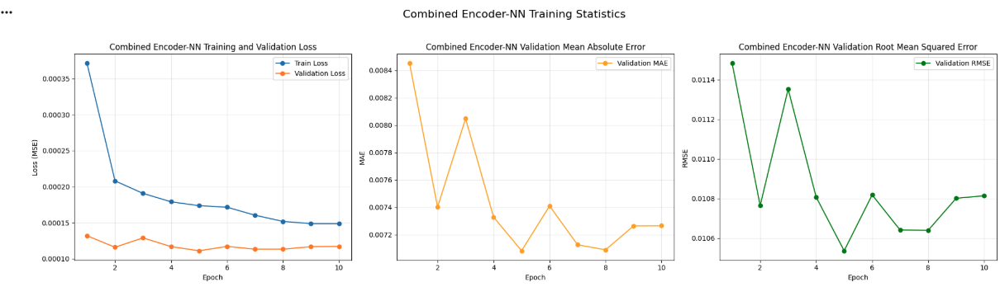 •••
Combined Encoder-NN Training Statistics
Combined Encoder-NN Training and Validation Loss
Train Loss
Validation Loss
0.00035
0.00030
0.00025
0.00020
0.00015
0.00010
Loss (MSE)
2 4 6 8 10
Epoch
Combined Encoder-NN Validation Mean Absolute Error
Validation MAE
0.0084
0.0082
0.0080
0.0078
0.0076
0.0074
0.0072
MAE
2 4 6 8 10
Epoch
Combined Encoder-NN Validation Root Mean Squared Error
Validation RMSE
0.0114
0.0112
0.0110
0.0108
0.0106
RMSE
2 4 6 8 10
Epoch